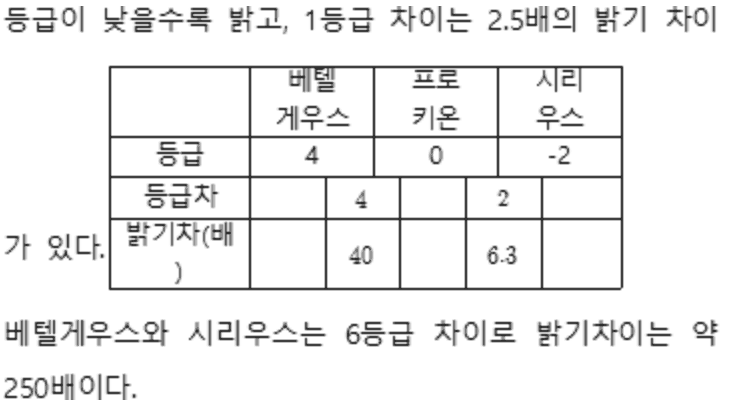 등급이 낮을수록 밝고, 1등급 차이는 2.5배의 밝기 차이
베텔게우스 프로키온 시리우스
등급 4 0 -2
등급차 4 2
가 있다. 밝기차(배) 40 6.3
베텔게우스와 시리우스는 6등급 차이로 밝기차이는 약
250배이다.